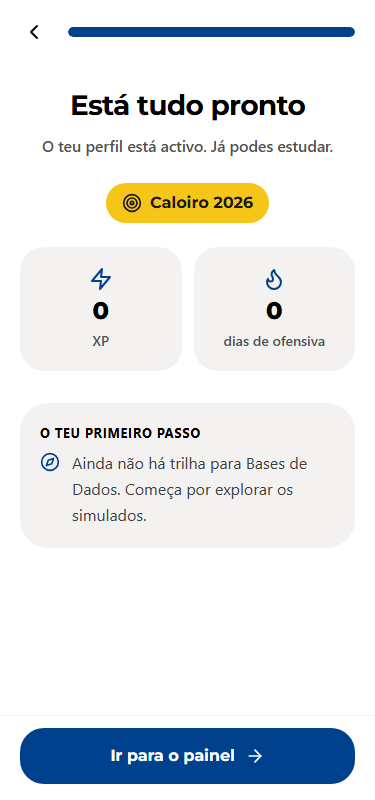 Está tudo pronto
O teu perfil está activo. Já podes estudar.
Caloiro 2026
0
XP
0
dias de ofensiva
O TEU PRIMEIRO PASSO
Ainda não há trilha para Bases de
Dados. Começa por explorar os
simulados.
Ir para o painel